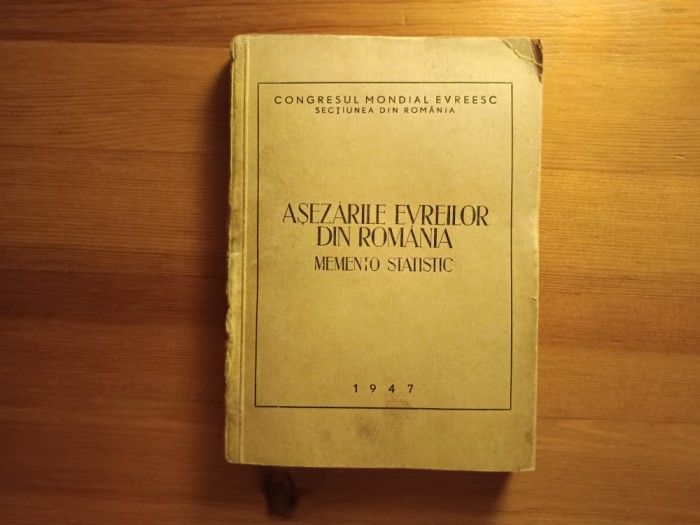 CONGRESUL MONDIAL EVREESC
SECȚIUNEA DIN ROMÂNIA
AȘEZĂRILE EVREILOR
DIN ROMÂNIA
MEMENTO STATISTIC
1947